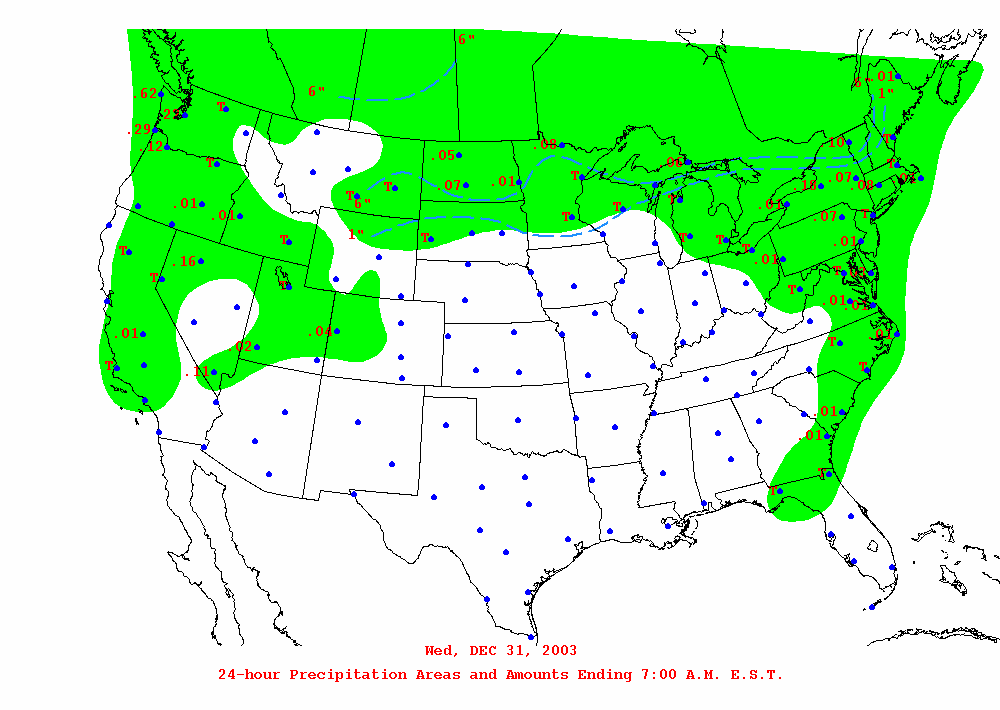 6"
6"
.01
6"
1"
.62
T
.2
.29
.12
T
T
.10
.08
.05
.06
T
T
.07
.01
T
T
.07
.08
.01
.10
6"
T
T
T
.01
.01
.01
.07
T
1"
T
T
T
T
T
.01
T
.16
.01
T
T
T
T
.01
.01
.01
.04
.01
T
.02
T
.11
T
.01
.01
T
T
Wed, DEC 31, 2003
24-hour Precipitation Areas and Amounts Ending 7:00 A.M. E.S.T.